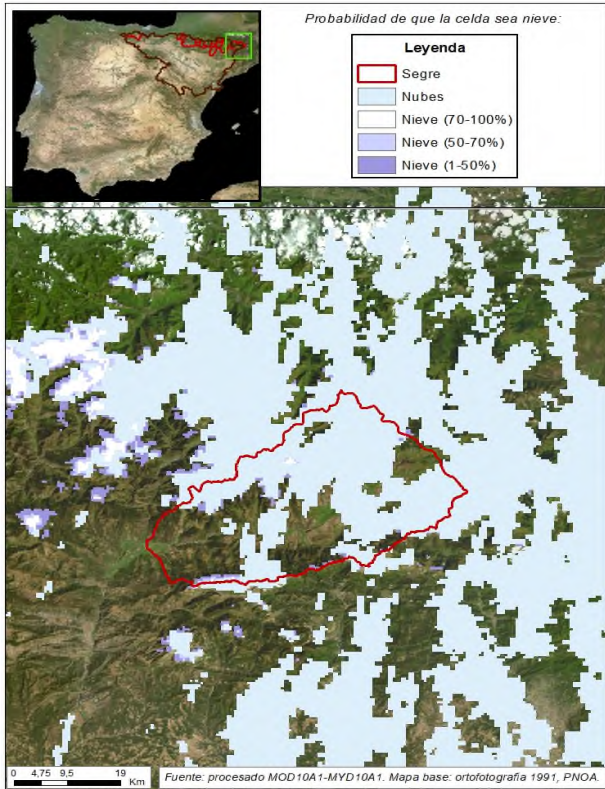 Probabilidad de que la celda sea nieve:
Leyenda
Segre
Nubes
Nieve (70-100%)
Nieve (50-70%)
Nieve (1-50%)
0 4,75 9,5 19
Km
Fuente: procesado MOD10A1-MYD10A1. Mapa base: ortofotografía 1991, PNOA.